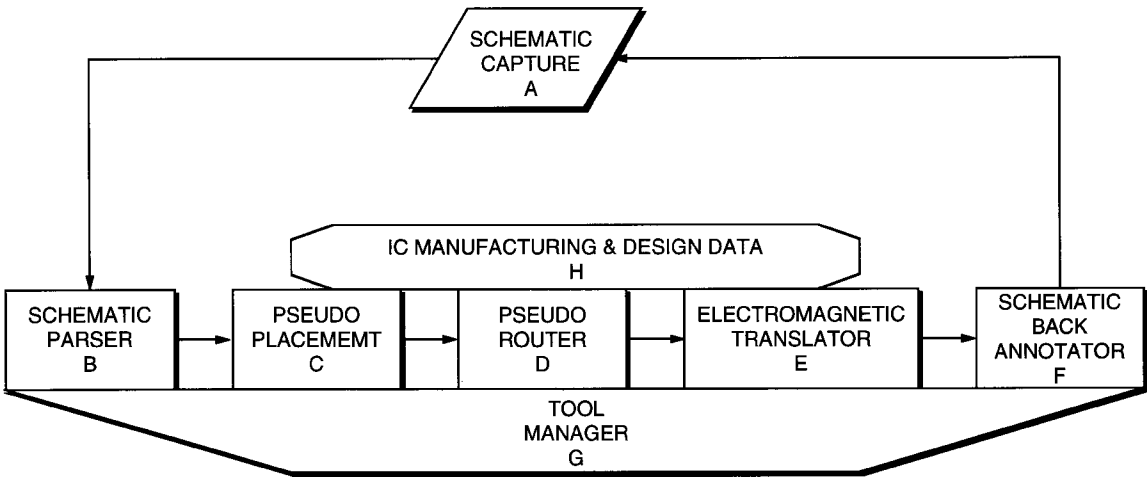 SCHEMATIC
CAPTURE
A
IC MANUFACTURING & DESIGN DATA
H
SCHEMATIC
PARSER
B
PSEUDO
PLACEMEMT
C
PSEUDO
ROUTER
D
ELECTROMAGNETIC
TRANSLATOR
E
SCHEMATIC
BACK
ANNOTATOR
F
TOOL
MANAGER
G